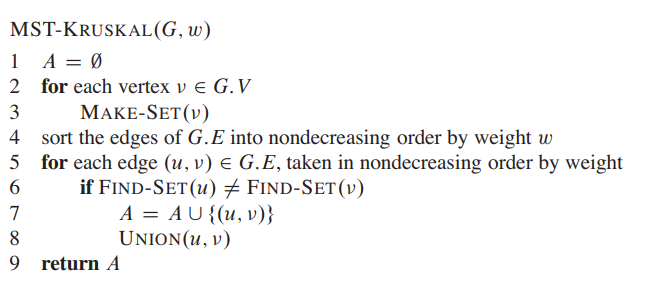 MST-KRUSKAL(G, w)
1 A = ∅
2 for each vertex v ∈ G.V
3 MAKE-SET(v)
4 sort the edges of G.E into nondecreasing order by weight w
5 for each edge (u, v) ∈ G.E, taken in nondecreasing order by weight
6 if FIND-SET(u) ≠ FIND-SET(v)
7 A = A ∪ {(u, v)}
8 UNION(u, v)
9 return A